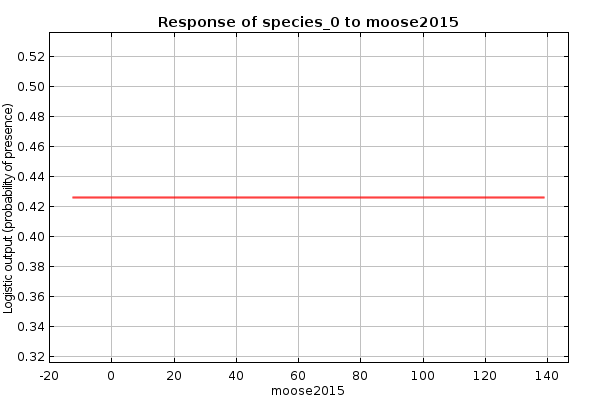 Response of species_0 to moose2015
Logistic output (probability of presence)
0.52
0.50
0.48
0.46
0.44
0.42
0.40
0.38
0.36
0.34
0.32
-20 0 20 40 60 80 100 120 140
moose2015